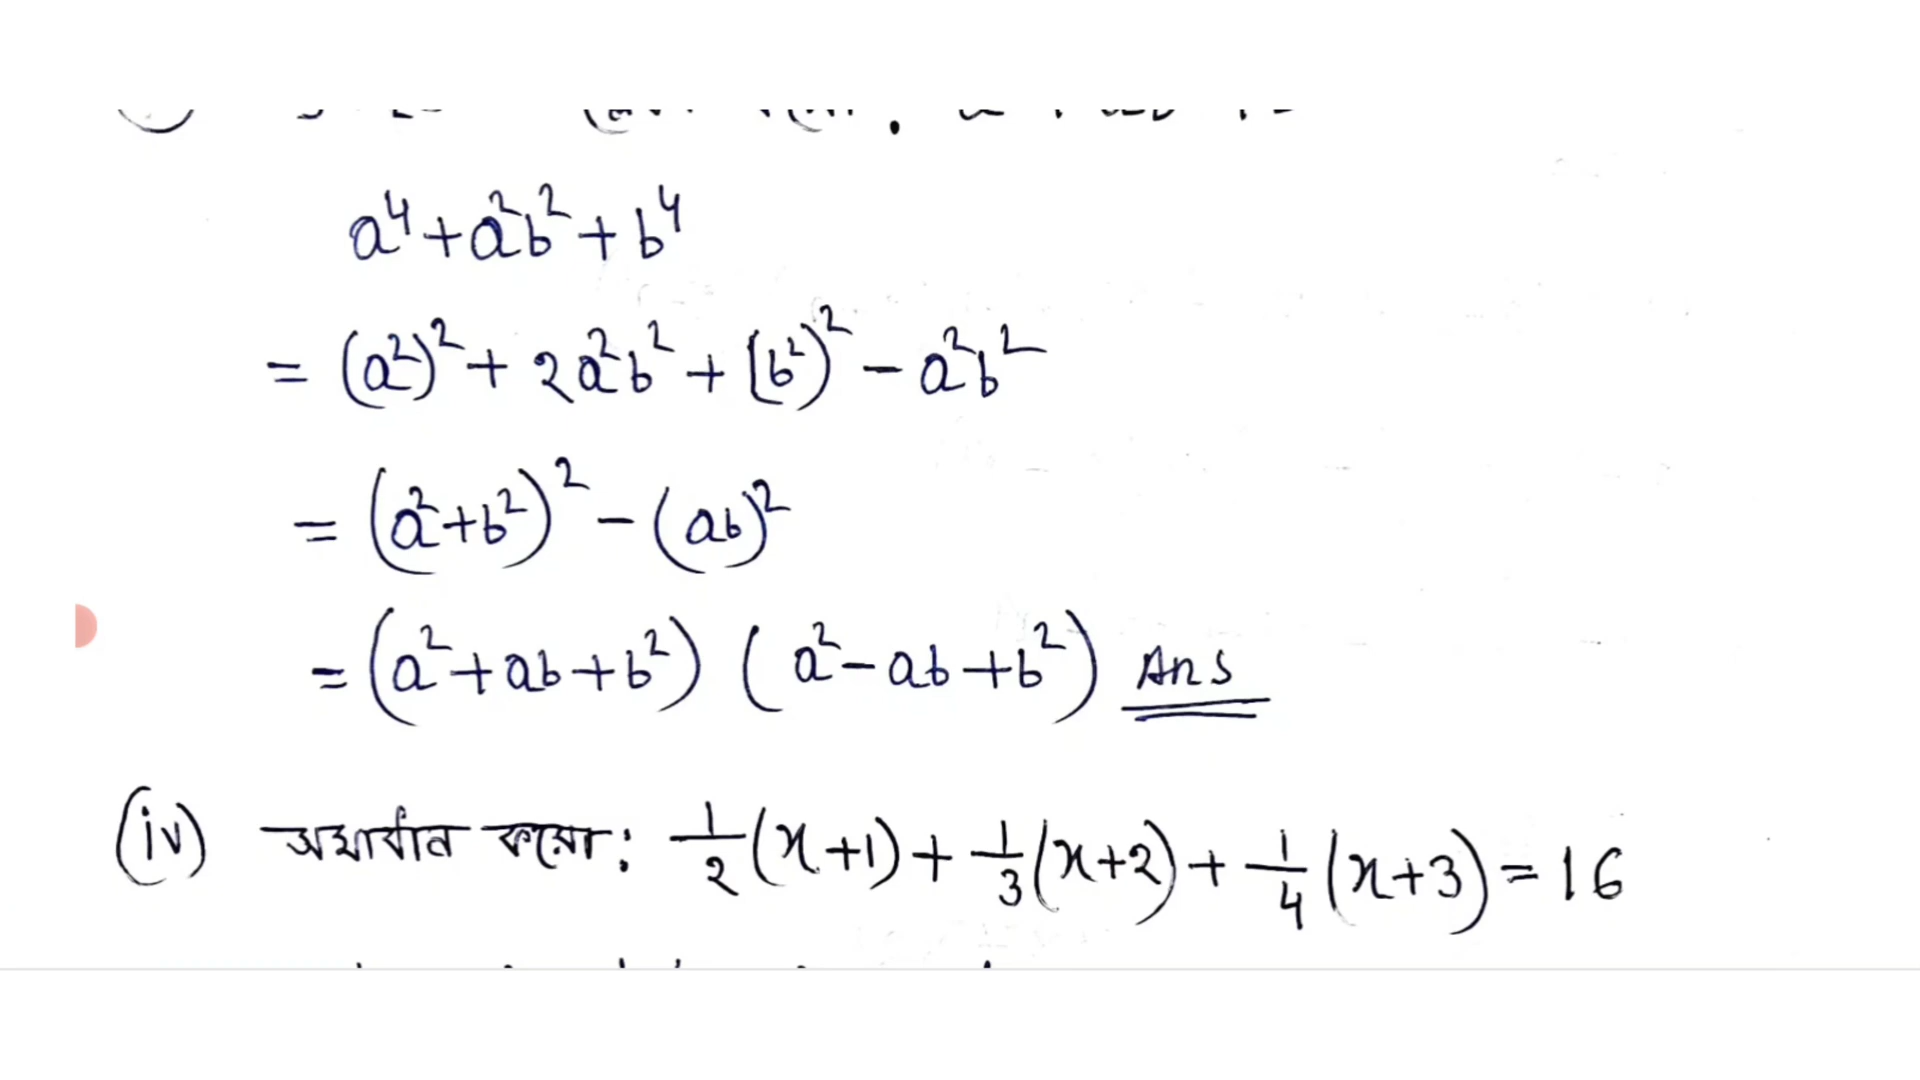 a⁴+a²b²+b⁴
= (a²)²+ 2a²b²+(b²)² - a²b²
= (a²+b²)² - (ab)²
= (a²+ab+b²) (a²-ab+b²) Ans
(iv) সমাধান করো: 1/2(x+1)+1/3(x+2)+1/4(x+3)=16